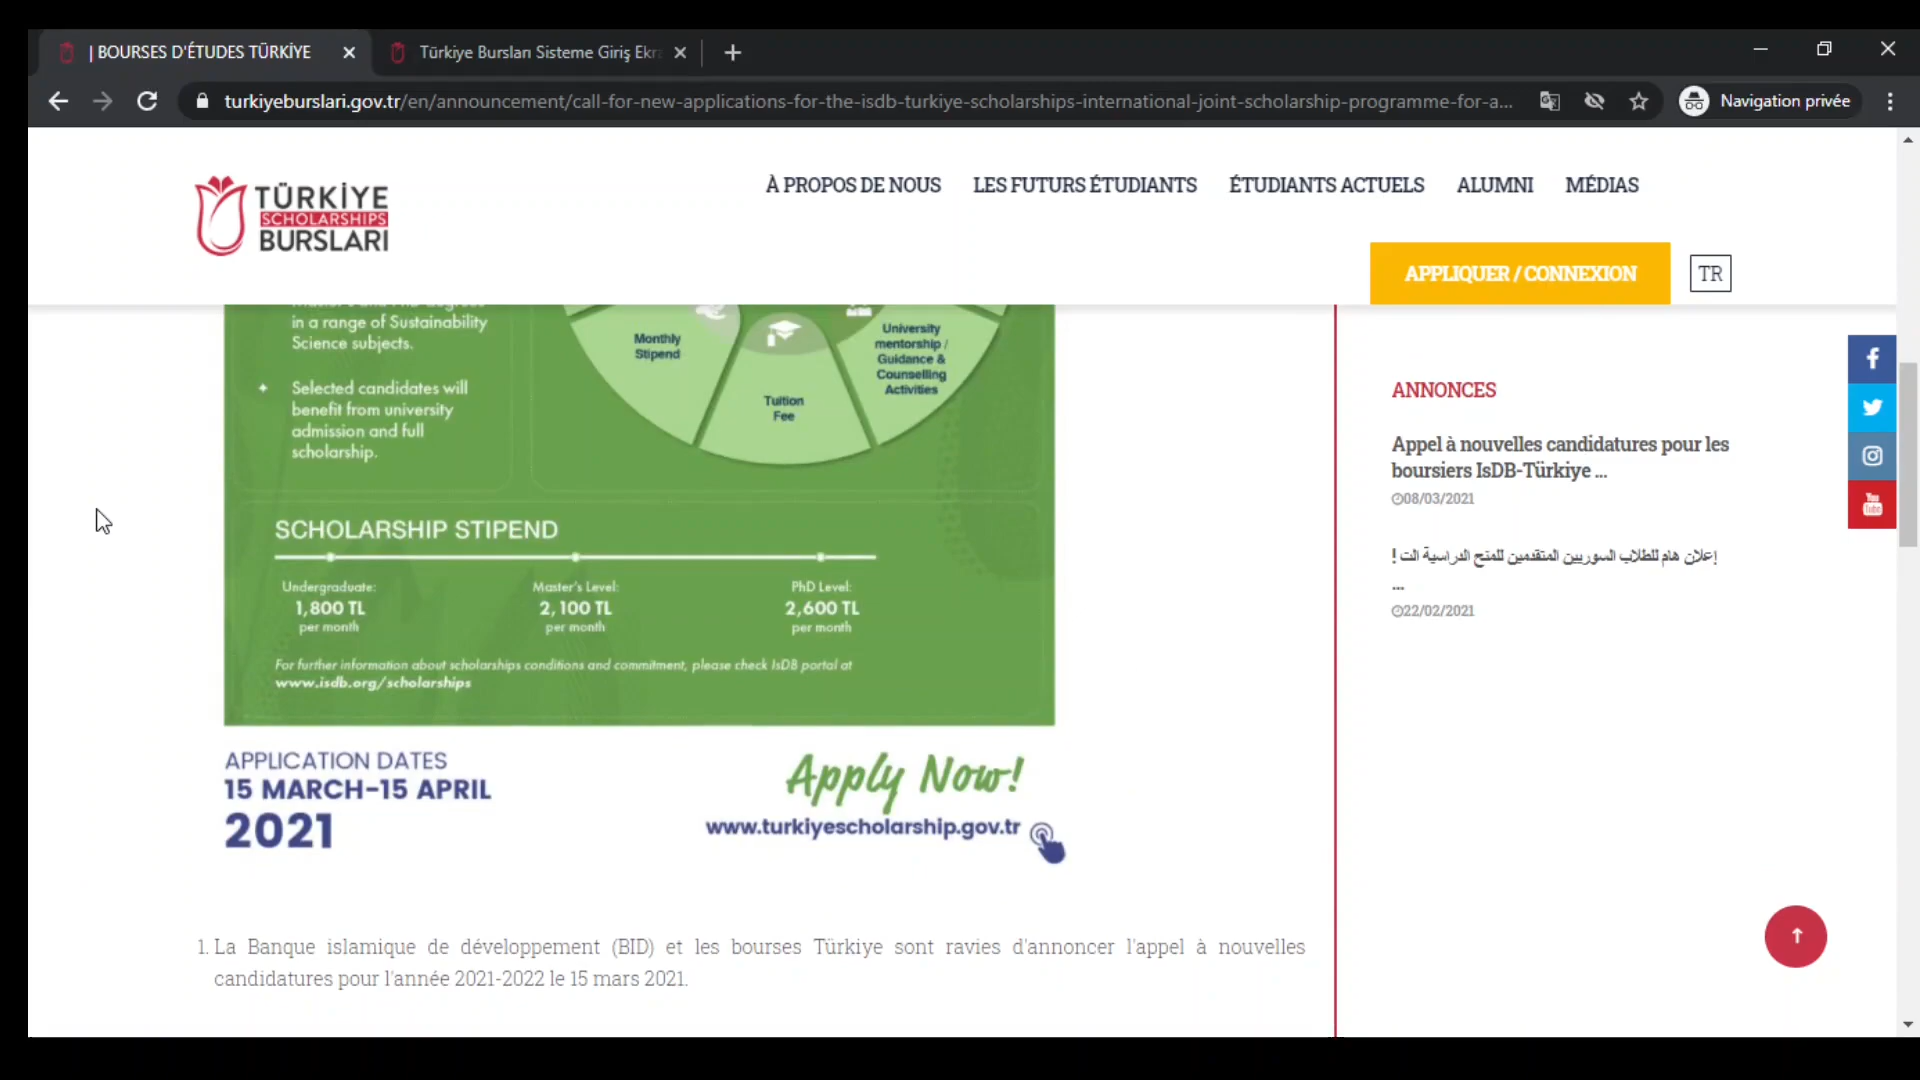 | BOURSES D'ÉTUDES TÜRKİYE
Türkiye Bursları Sisteme Giriş Ekra
turkiyeburslari.gov.tr/en/announcement/call-for-new-applications-for-the-isdb-turkiye-scholarships-international-joint-scholarship-programme-for-a...
Navigation privée
TÜRKİYE
SCHOLARSHIPS
BURSLARI
À PROPOS DE NOUS
LES FUTURS ÉTUDIANTS
ÉTUDIANTS ACTUELS
ALUMNI
MÉDIAS
APPLIQUER / CONNEXION
TR
in a range of Sustainability
Science subjects.
Selected candidates will
benefit from university
admission and full
scholarship.
Monthly
Stipend
Tuition
Fee
University
mentorship /
Guidance &
Counselling
Activities
SCHOLARSHIP STIPEND
Undergraduate:
1,800 TL
per month
Master's Level:
2,100 TL
per month
PhD Level:
2,600 TL
per month
For further information about scholarships conditions and commitment, please check IsDB portal at
www.isdb.org/scholarships
APPLICATION DATES
15 MARCH-15 APRIL
2021
Apply Now!
www.turkiyescholarship.gov.tr
1. La Banque islamique de développement (BID) et les bourses Türkiye sont ravies d'annoncer l'appel à nouvelles
candidatures pour l'année 2021-2022 le 15 mars 2021.
ANNONCES
Appel à nouvelles candidatures pour les
boursiers IsDB-Türkiye ...
08/03/2021
إعلان هام للطلاب السوريين المتقدمين للمنح الدراسية الت !
...
22/02/2021
You
Tube